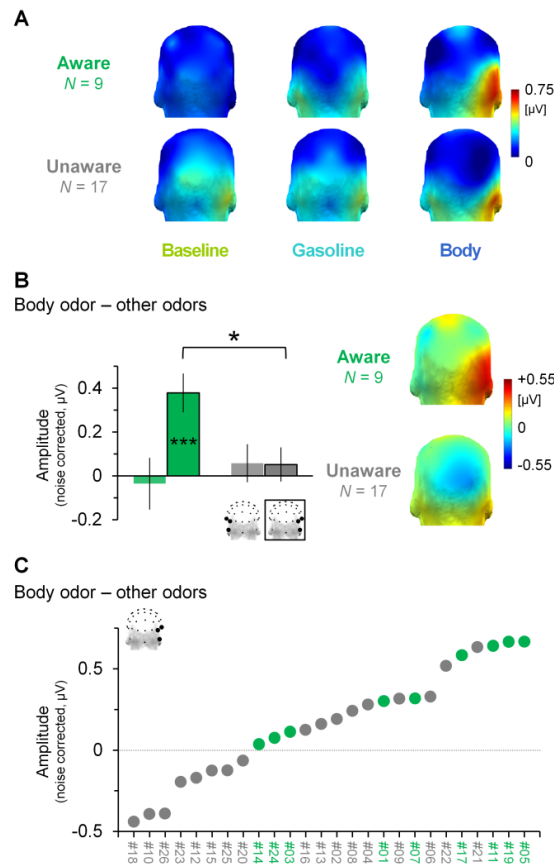 A
Aware
N = 9
0.75
[µV]
0
Unaware
N = 17
Baseline
Gasoline
Body
B
Body odor – other odors
*
Amplitude
(noise corrected, µV)
0.4
0.2
0
-0.2
***
Aware
N = 9
+0.55
[µV]
0
-0.55
Unaware
N = 17
C
Body odor – other odors
Amplitude
(noise corrected, µV)
0.5
0
-0.5
#18
#10
#26
#23
#12
#15
#25
#20
#14
#24
#03
#16
#13
#02
#08
#04
#01
#09
#07
#06
#22
#17
#21
#11
#19
#05